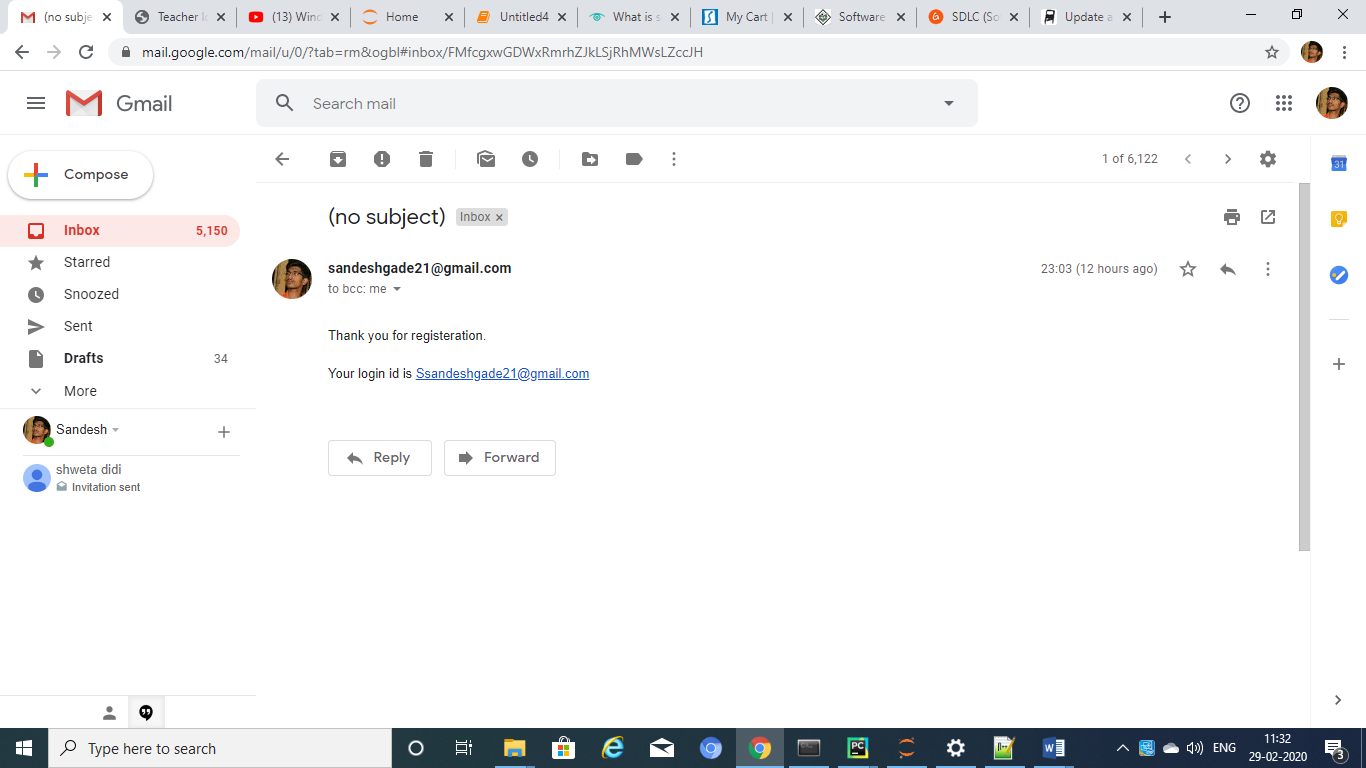 (no subje
Teacher l
(13) Winc
Home
Untitled4
What is s
My Cart |
Software
SDLC (So
Update a
mail.google.com/mail/u/0/?tab=rm&ogbl#inbox/FMfcgxwGDWxRmrhZJkLSjRhMWsLZccJH
Gmail
Search mail
Compose
1 of 6,122
31
(no subject) Inbox
Inbox 5,150
Starred
Snoozed
Sent
Drafts 34
More
sandeshgade21@gmail.com
23:03 (12 hours ago)
to bcc: me
Thank you for registeration.
Your login id is Ssandeshgade21@gmail.com
Reply
Forward
Sandesh
shweta didi
Invitation sent
Type here to search
PC
ENG
11:32
29-02-2020
3